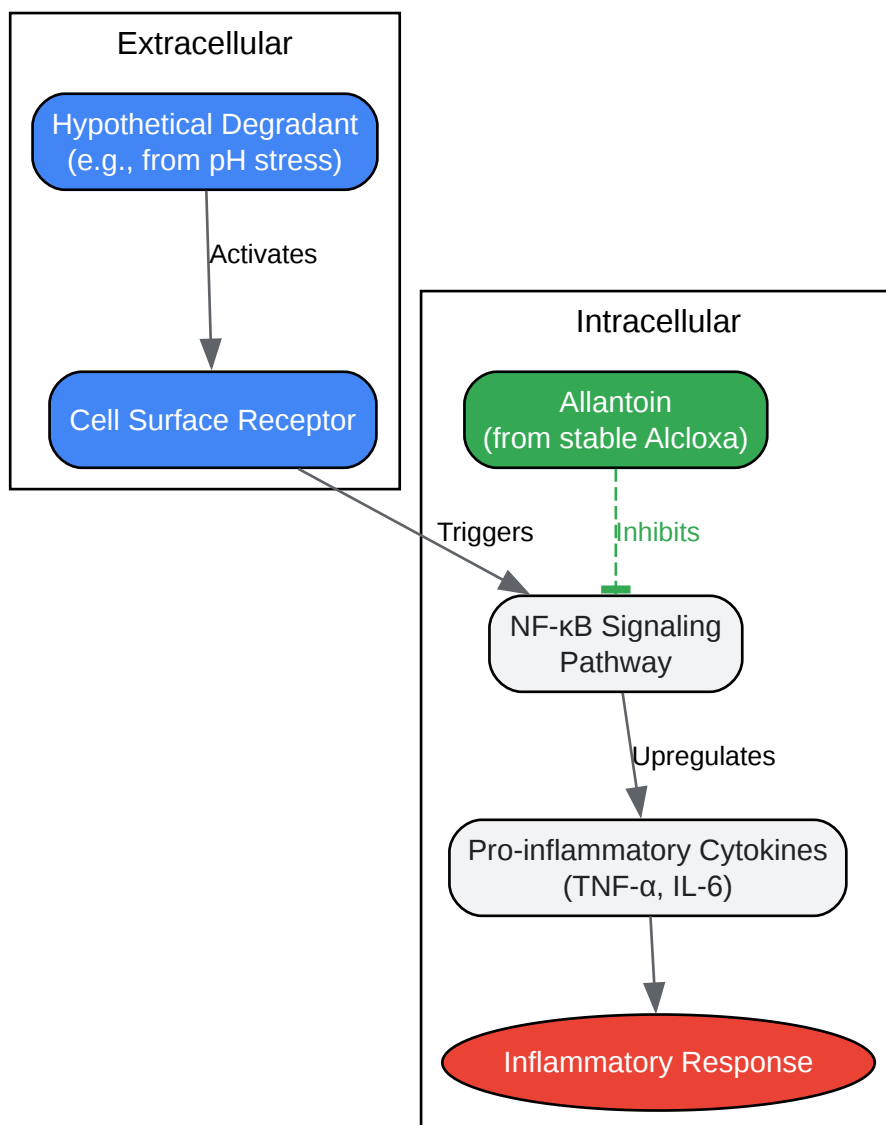 Extracellular
Hypothetical Degradant
(e.g., from pH stress)
Activates
Cell Surface Receptor
Intracellular
Allantoin
(from stable Alcloxa)
Triggers
Inhibits
NF-κB Signaling
Pathway
Upregulates
Pro-inflammatory Cytokines
(TNF-α, IL-6)
Inflammatory Response